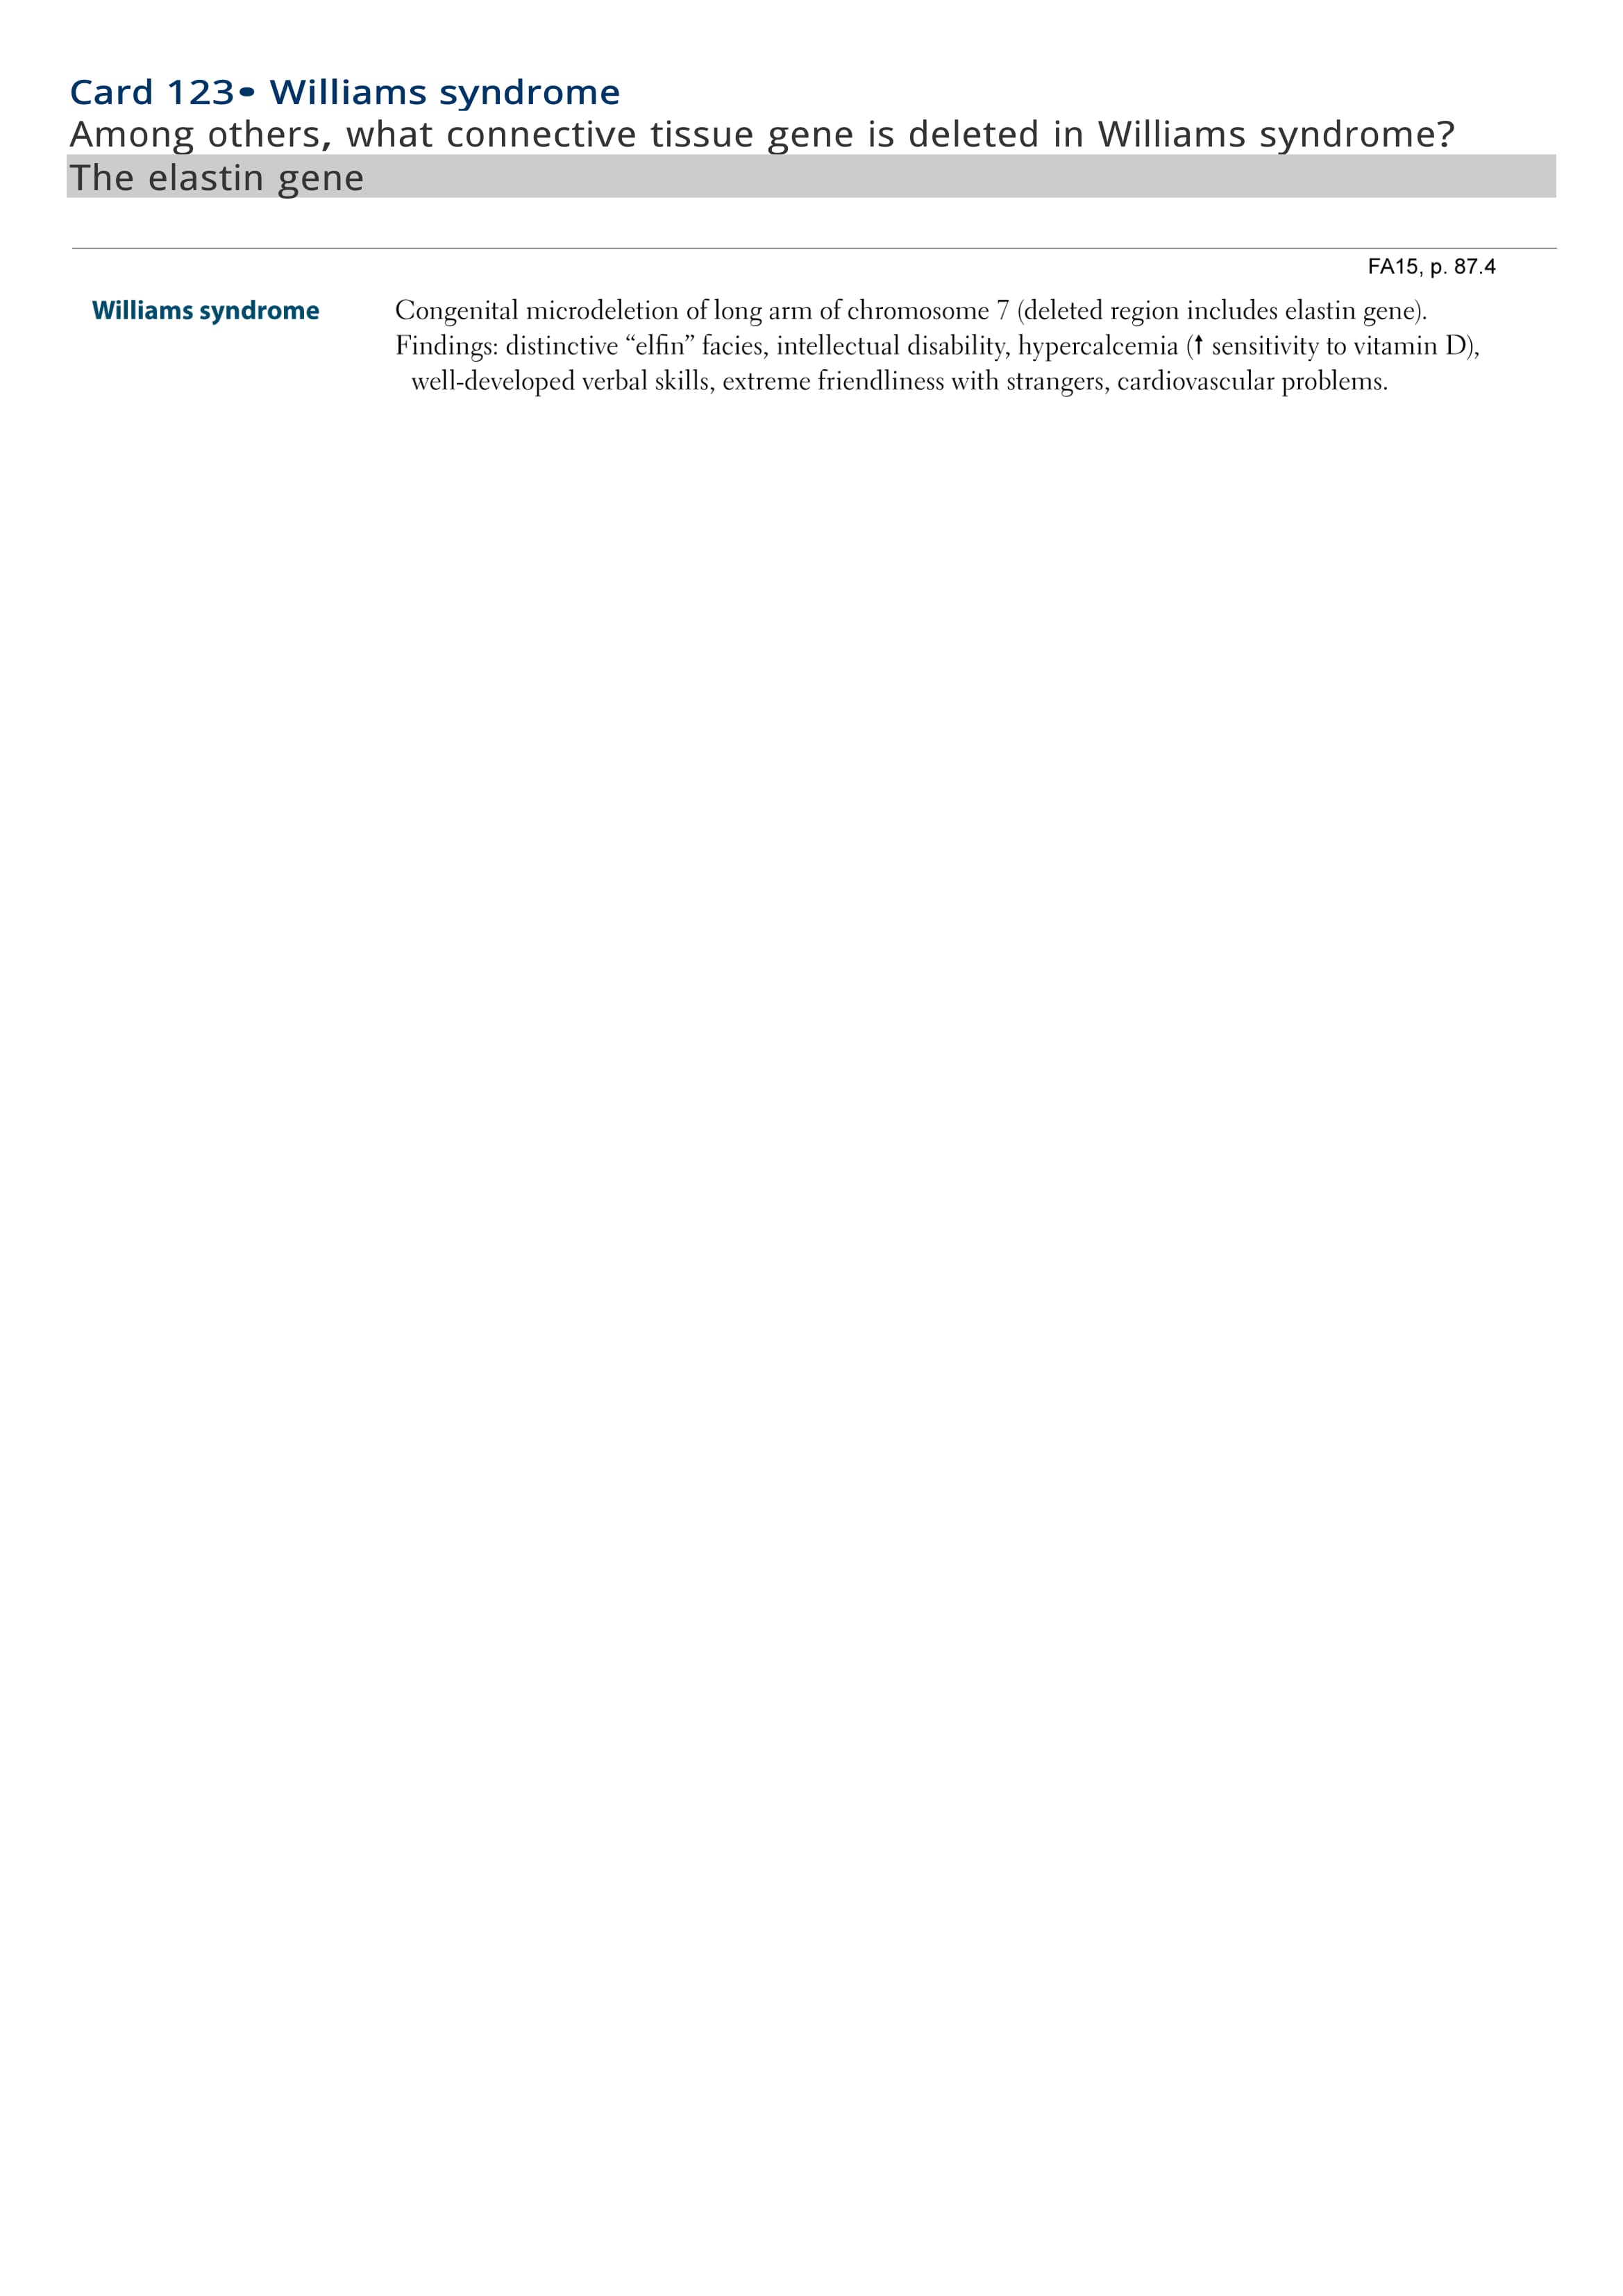 Card 123• Williams syndrome
Among others, what connective tissue gene is deleted in Williams syndrome?
The elastin gene
FA15, p. 87.4
Williams syndrome Congenital microdeletion of long arm of chromosome 7 (deleted region includes elastin gene).
Findings: distinctive “elfin” facies, intellectual disability, hypercalcemia (↑ sensitivity to vitamin D),
well-developed verbal skills, extreme friendliness with strangers, cardiovascular problems.